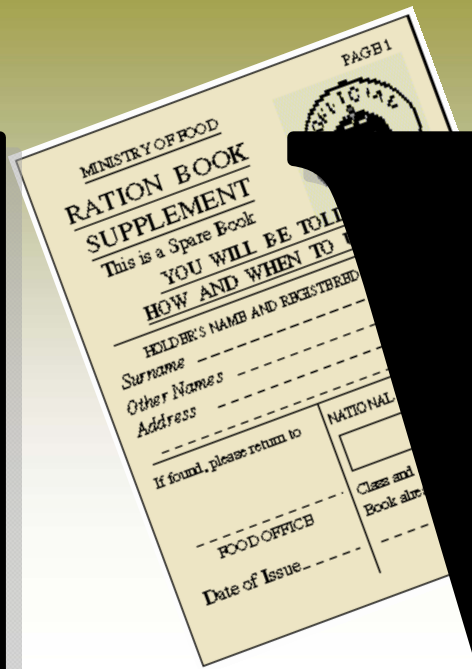 PAGE 1
OFFICIAL
MINISTRY OF FOOD
RATION BOOK
SUPPLEMENT
This is a Spare Book
YOU WILL BE
HOW AND WHEN TO
HOLDER'S NAME AND REGISTERED
Surname
Other Names
Address
If found, please return to
FOOD OFFICE
Date of Issue
NATIONAL
Class and
Book